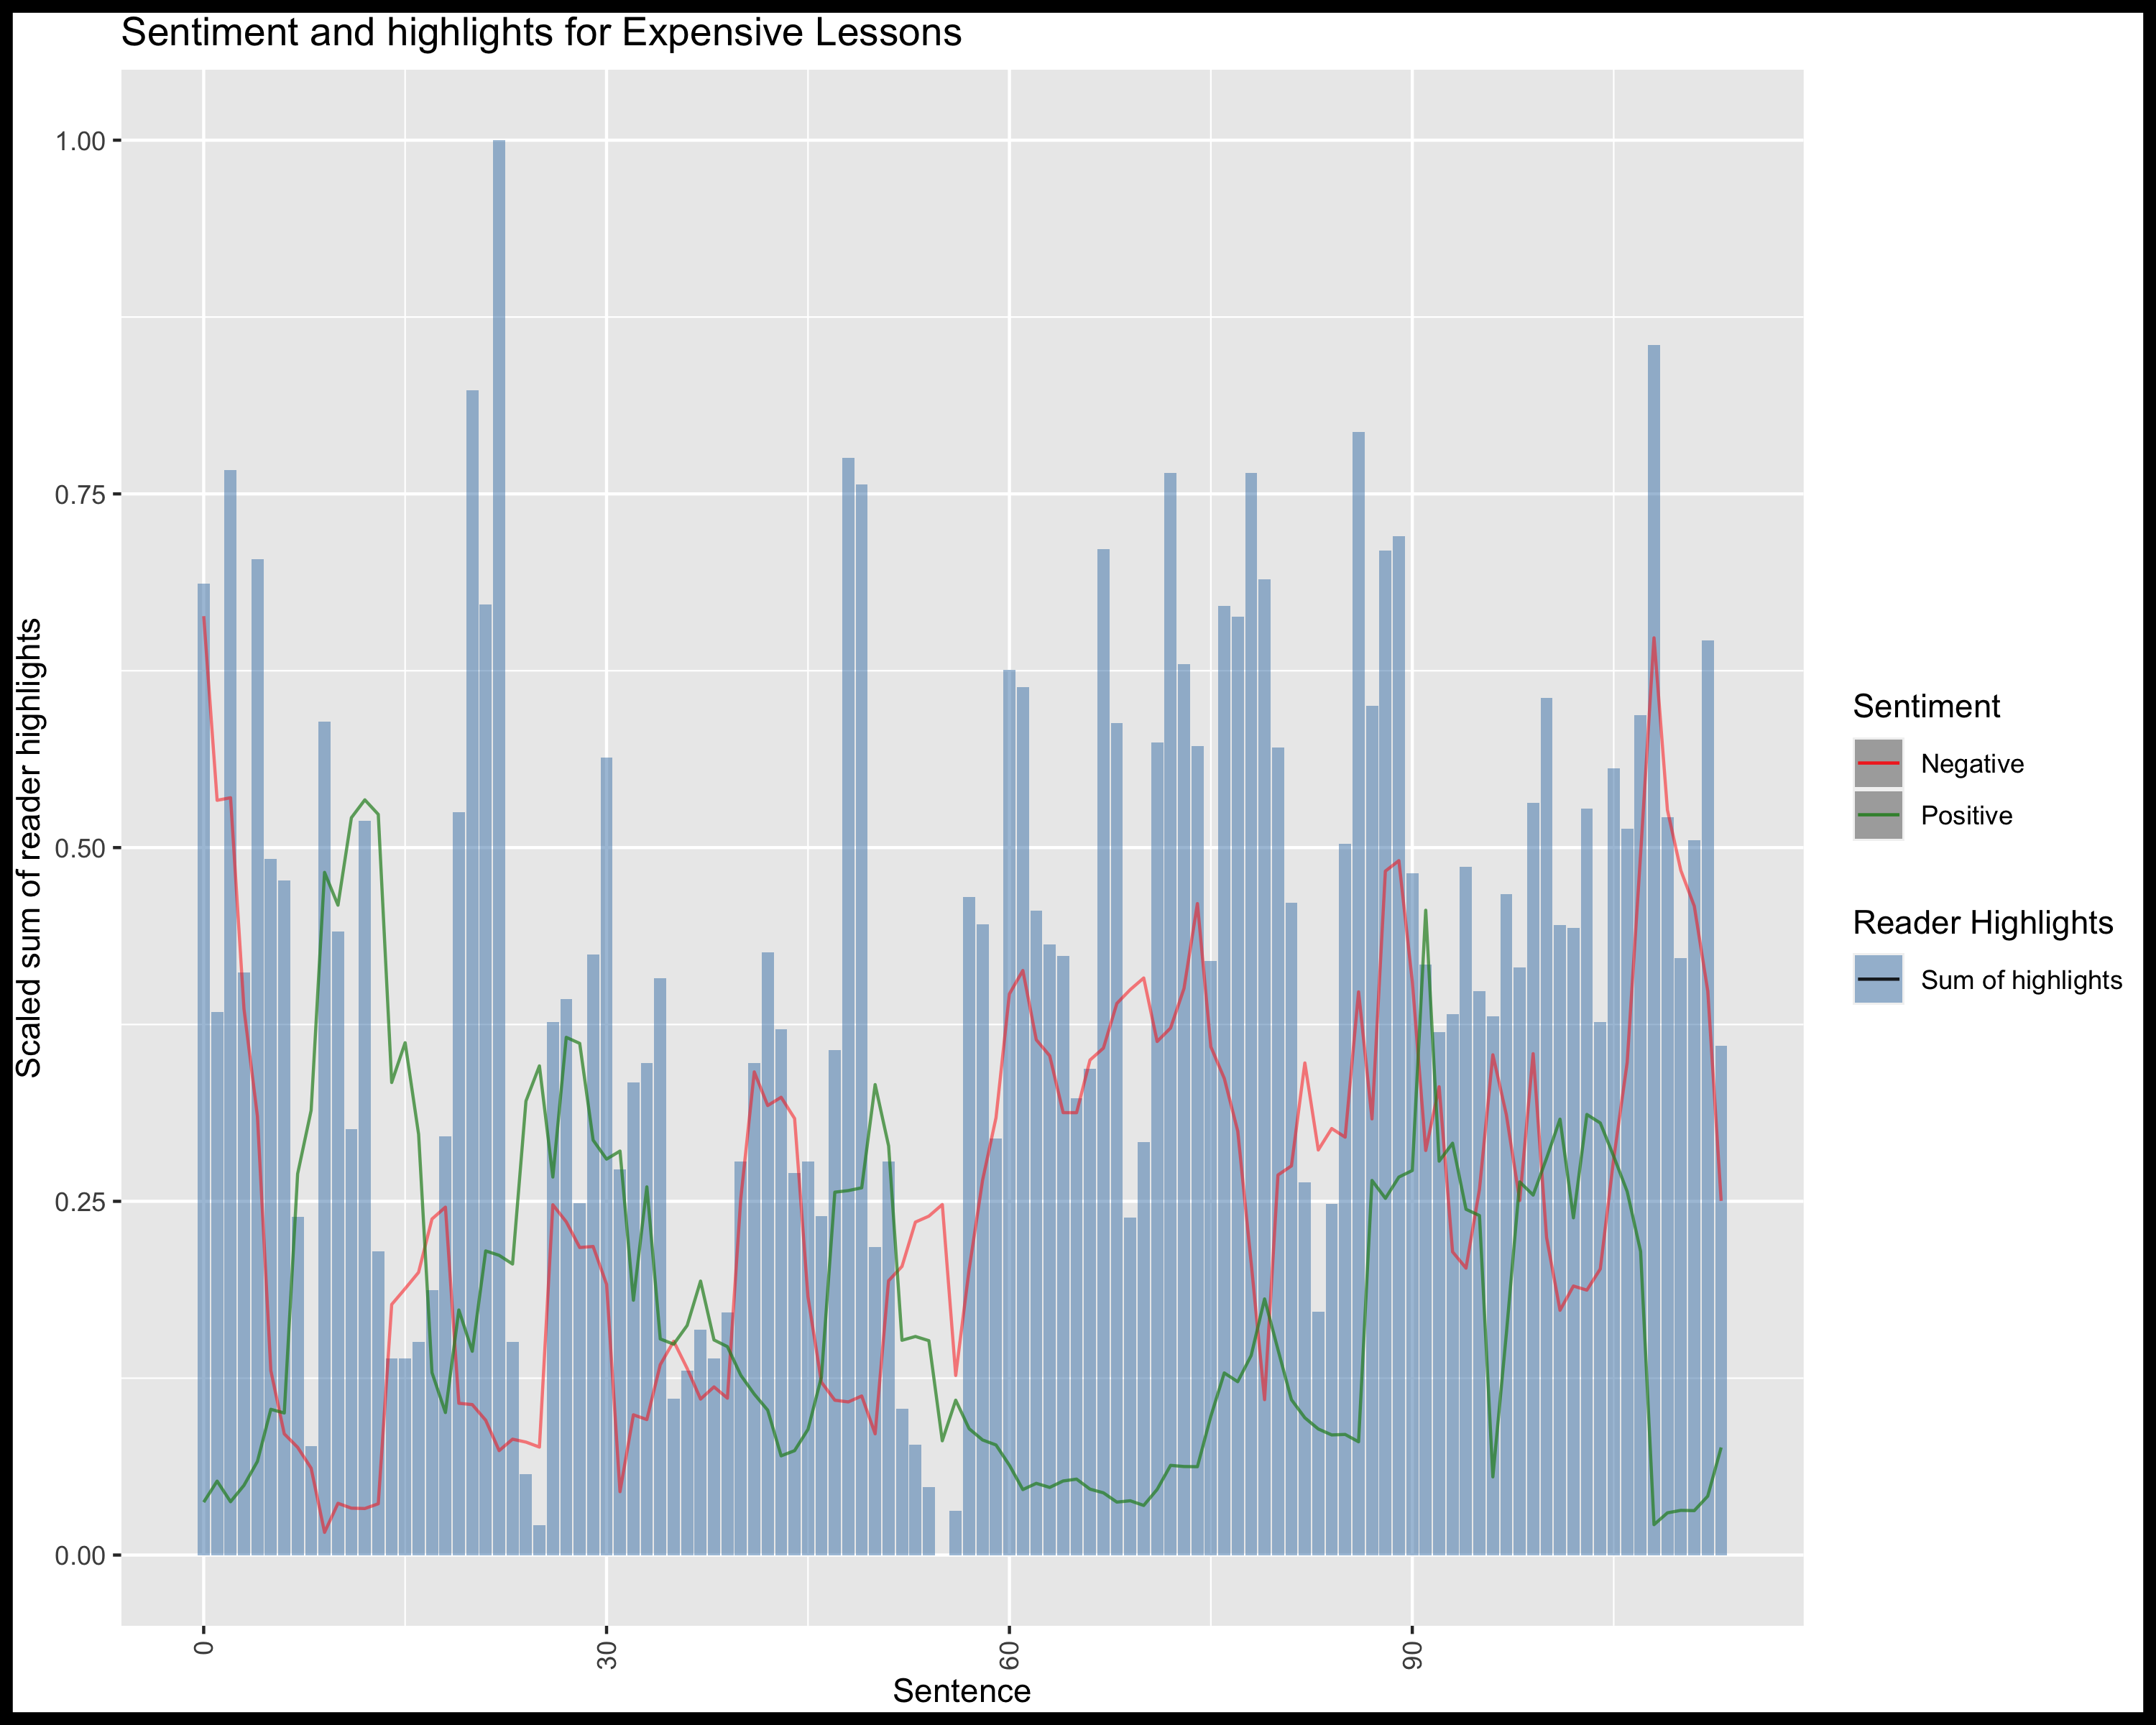 Sentiment and highlights for Expensive Lessons
Scaled sum of reader highlights
1.00
0.75
0.50
0.25
0.00
0
30
60
90
Sentence
Sentiment
Negative
Positive
Reader Highlights
Sum of highlights